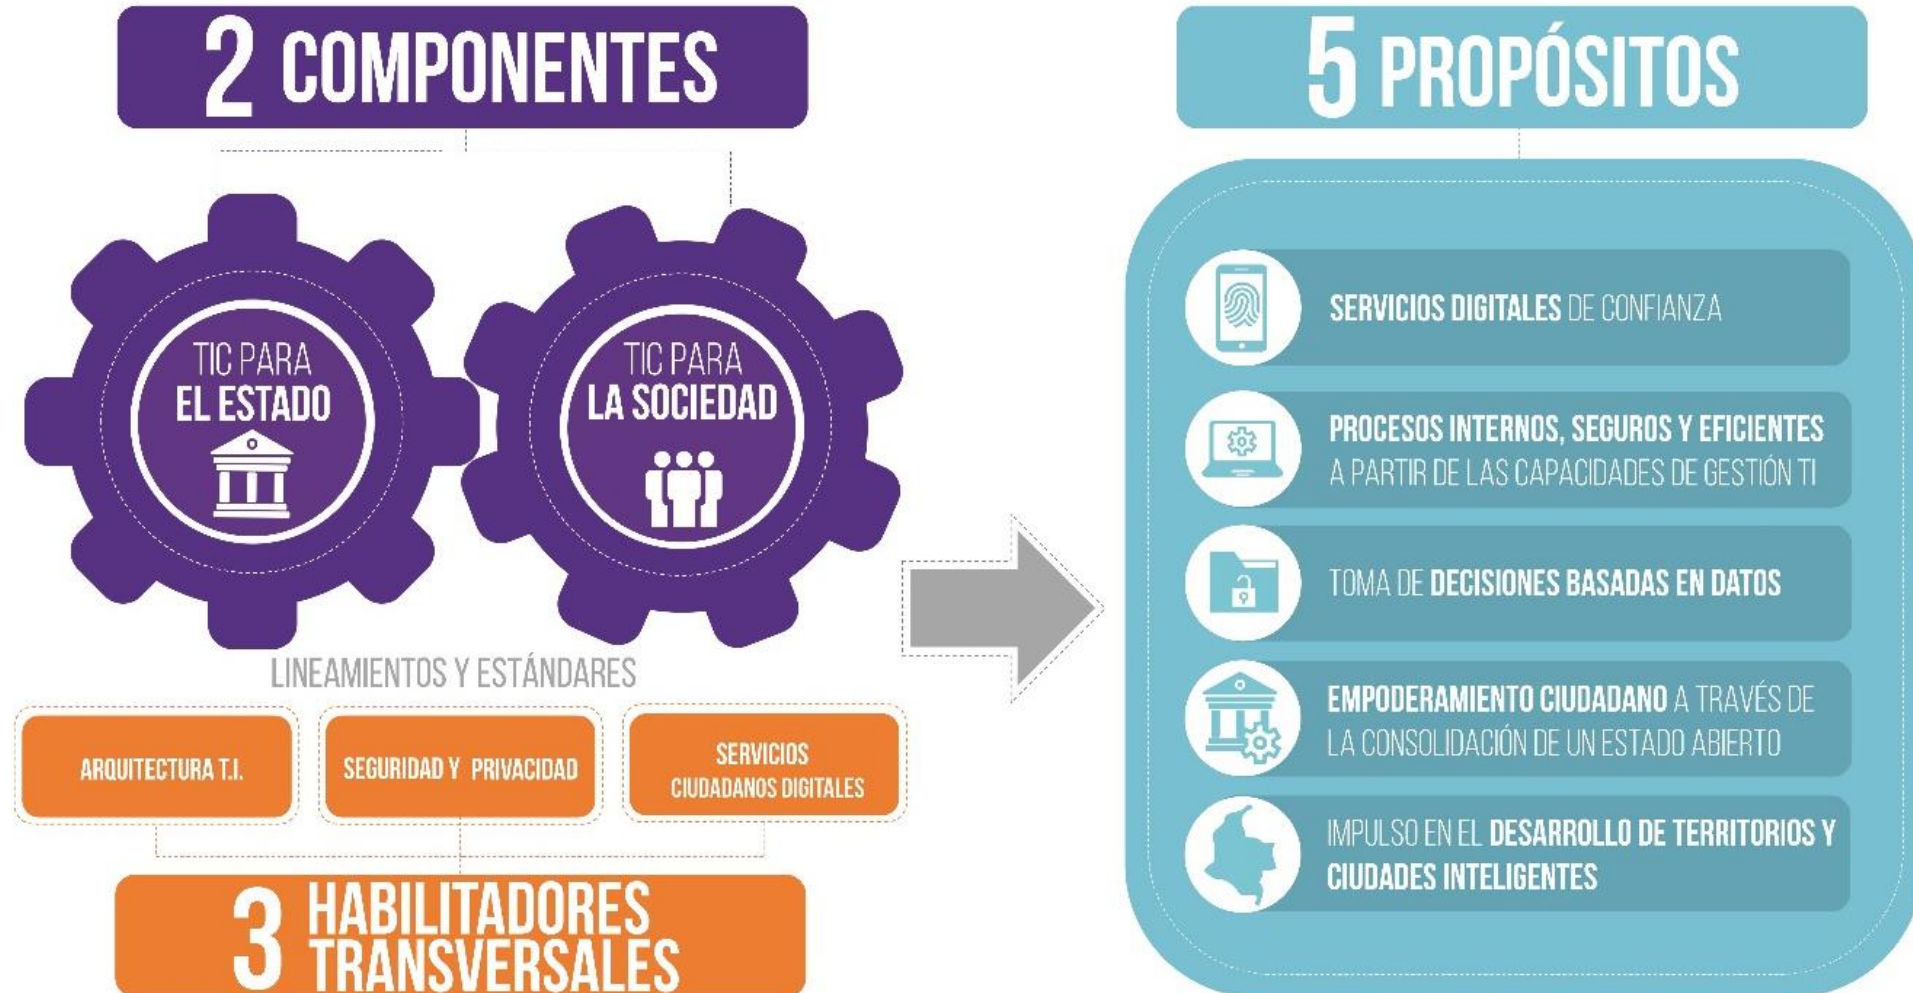 2 COMPONENTES
TIC PARA
EL ESTADO
TIC PARA
LA SOCIEDAD
LINEAMIENTOS Y ESTÁNDARES
ARQUITECTURA T.I.
SEGURIDAD Y PRIVACIDAD
SERVICIOS
CIUDADANOS DIGITALES
3 HABILITADORES
TRANSVERSALES
5 PROPÓSITOS
SERVICIOS DIGITALES DE CONFIANZA
PROCESOS INTERNOS, SEGUROS Y EFICIENTES
A PARTIR DE LAS CAPACIDADES DE GESTIÓN TI
TOMA DE DECISIONES BASADAS EN DATOS
EMPODERAMIENTO CIUDADANO A TRAVÉS DE
LA CONSOLIDACIÓN DE UN ESTADO ABIERTO
IMPULSO EN EL DESARROLLO DE TERRITORIOS Y
CIUDADES INTELIGENTES